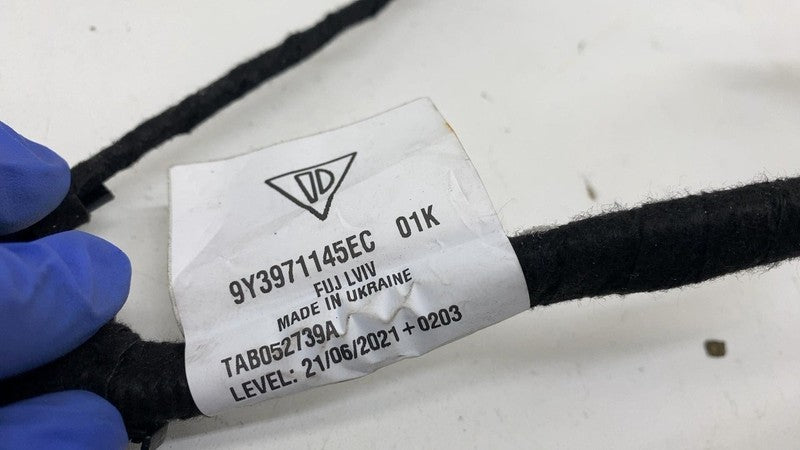 9Y3971145EC 01K
FUJ LVIV
MADE IN UKRAINE
TAB052739A
LEVEL: 21/06/2021+0203